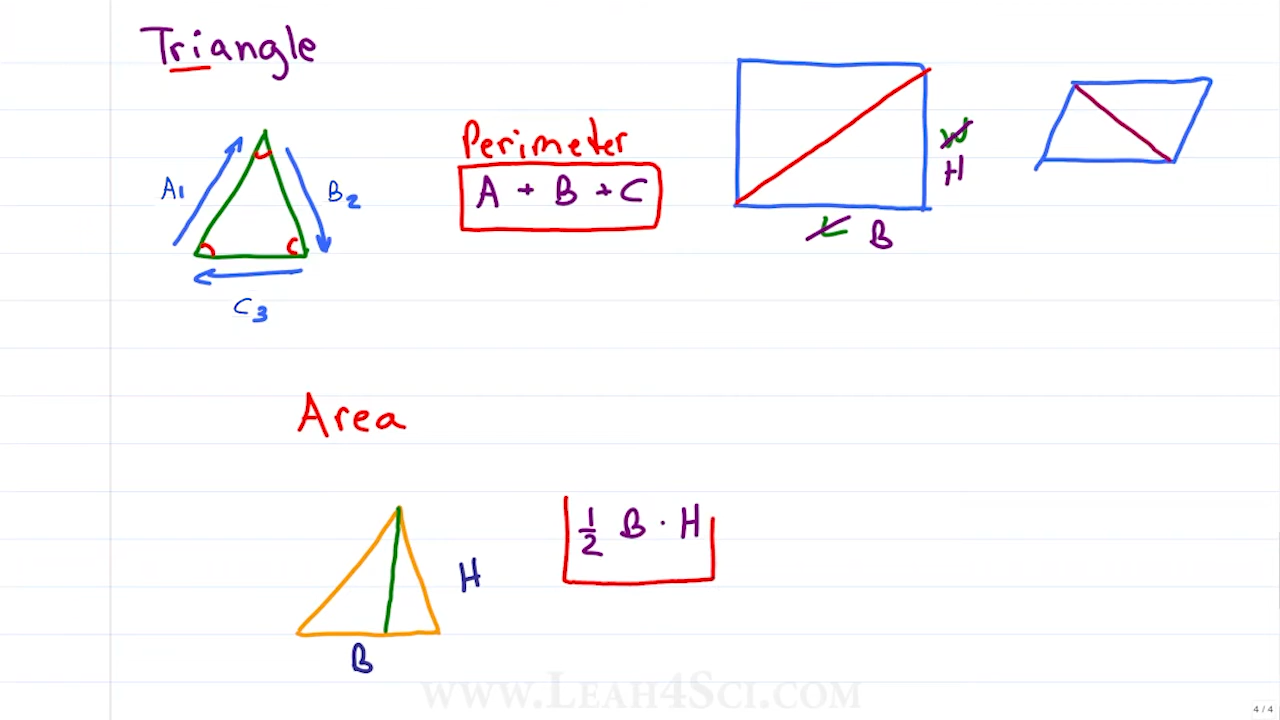 Triangle
A1
B2
C3
Perimeter
A + B + C
W
H
L B
Area
H
B
1/2 B · H
www.Leah4Sci.com
4 / 4